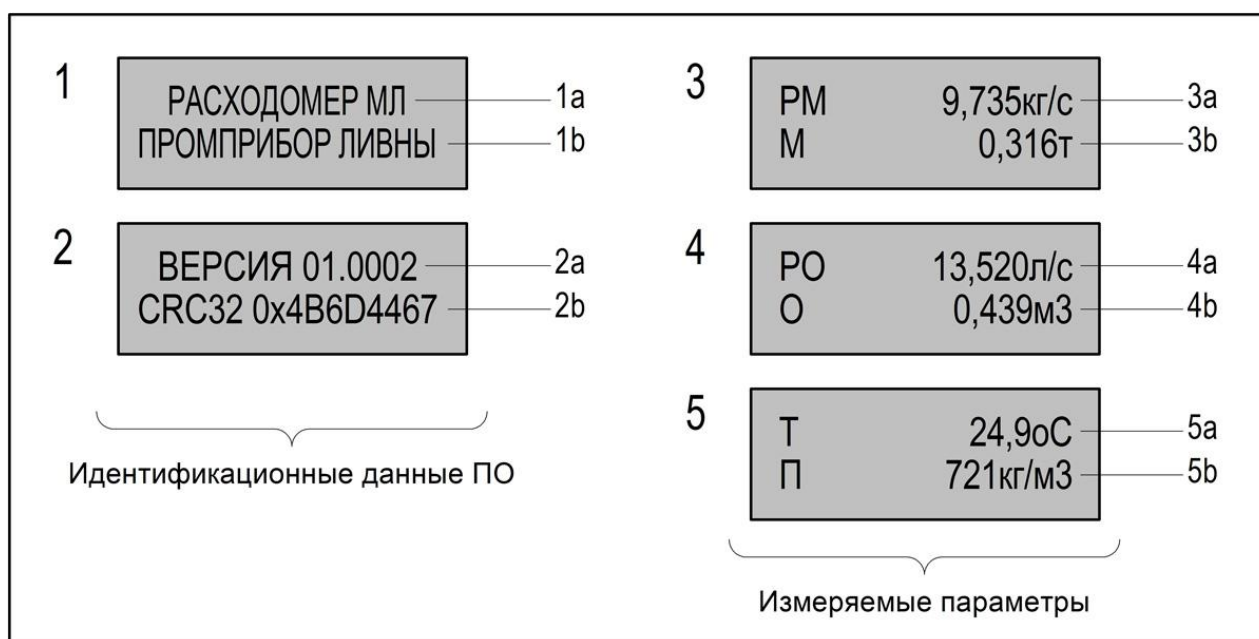 1
РАСХОДОМЕР МЛ 1a
ПРОМПРИБОР ЛИВНЫ 1b
2
ВЕРСИЯ 01.0002 2a
CRC32 0x4B6D4467 2b
Идентификационные данные ПО
3
РМ 9,735кг/с 3a
М 0,316т 3b
4
РО 13,520л/с 4a
О 0,439м3 4b
5
Т 24,9оС 5a
П 721кг/м3 5b
Измеряемые параметры